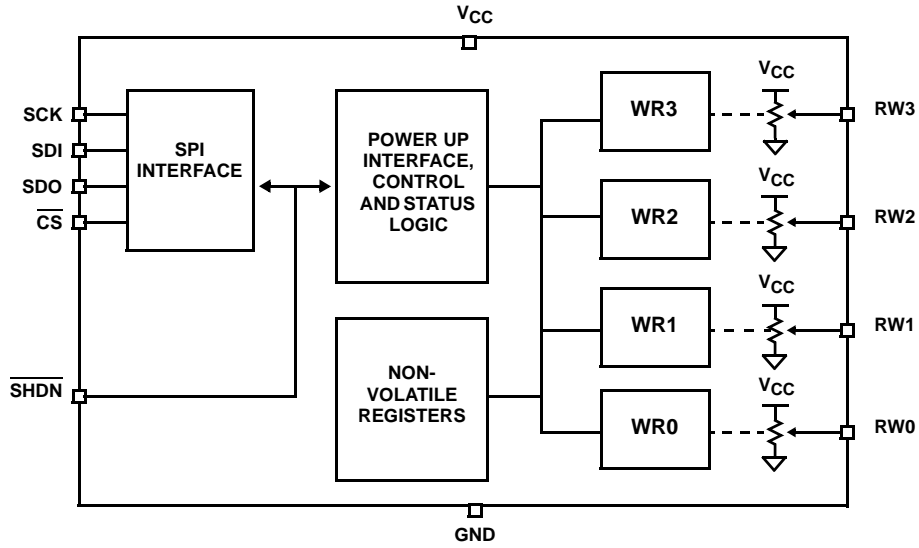 VCC
SCK
SDI
SDO
CS
SHDN
SPI
INTERFACE
POWER UP
INTERFACE,
CONTROL
AND STATUS
LOGIC
NON-
VOLATILE
REGISTERS
WR3
WR2
WR1
WR0
VCC
VCC
VCC
VCC
RW3
RW2
RW1
RW0
GND